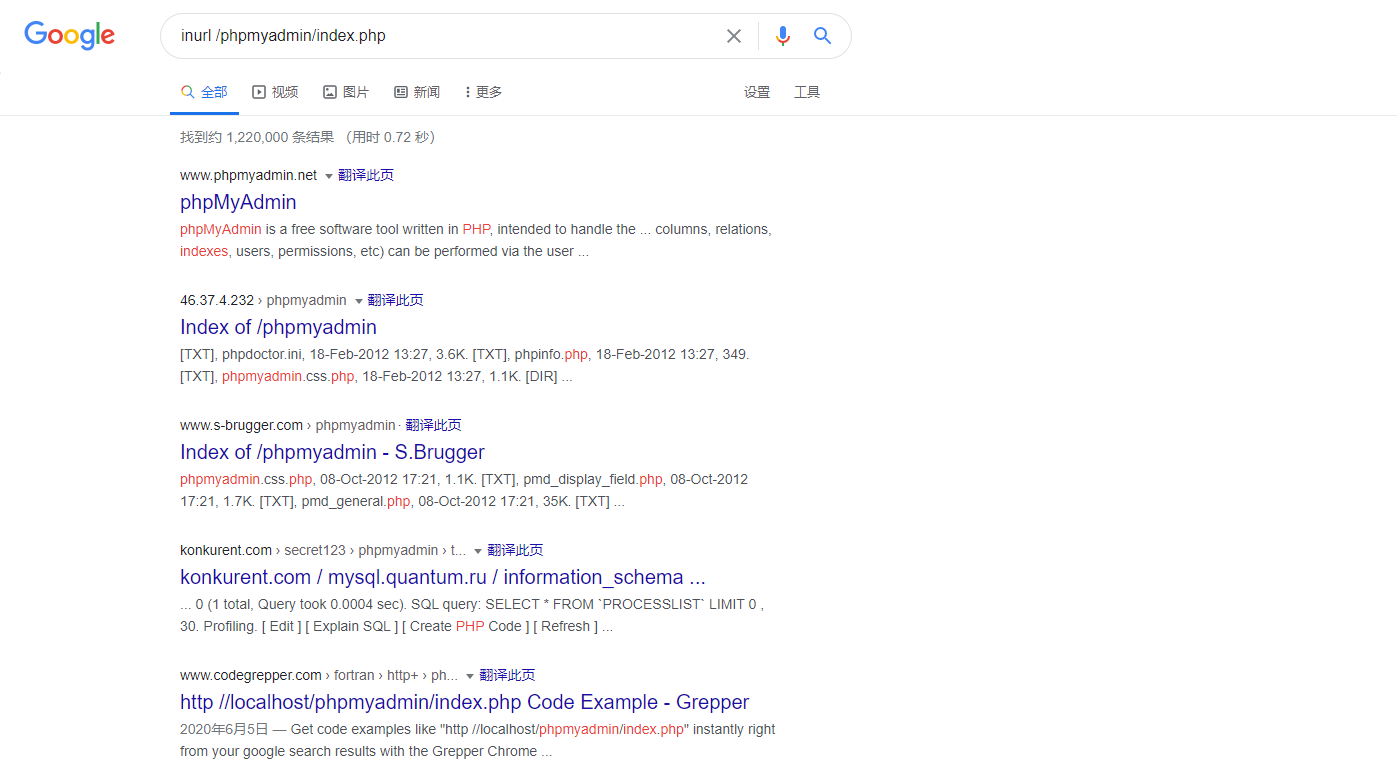 Google
inurl /phpmyadmin/index.php
全部 视频 图片 新闻 更多 设置 工具
找到约 1,220,000 条结果 （用时 0.72 秒）
www.phpmyadmin.net 翻译此页
phpMyAdmin
phpMyAdmin is a free software tool written in PHP, intended to handle the ... columns, relations,
indexes, users, permissions, etc) can be performed via the user ...
46.37.4.232 › phpmyadmin 翻译此页
Index of /phpmyadmin
[TXT], phpdoctor.ini, 18-Feb-2012 13:27, 3.6K. [TXT], phpinfo.php, 18-Feb-2012 13:27, 349.
[TXT], phpmyadmin.css.php, 18-Feb-2012 13:27, 1.1K. [DIR] ...
www.s-brugger.com › phpmyadmin · 翻译此页
Index of /phpmyadmin - S.Brugger
phpmyadmin.css.php, 08-Oct-2012 17:21, 1.1K. [TXT], pmd_display_field.php, 08-Oct-2012
17:21, 1.7K. [TXT], pmd_general.php, 08-Oct-2012 17:21, 35K. [TXT] ...
konkurent.com › secret123 › phpmyadmin › t... 翻译此页
konkurent.com / mysql.quantum.ru / information_schema ...
... 0 (1 total, Query took 0.0004 sec). SQL query: SELECT * FROM `PROCESSLIST` LIMIT 0 ,
30. Profiling. [ Edit ] [ Explain SQL ] [ Create PHP Code ] [ Refresh ] ...
www.codegrepper.com › fortran › http+ › ph... 翻译此页
http //localhost/phpmyadmin/index.php Code Example - Grepper
2020年6月5日 — Get code examples like "http //localhost/phpmyadmin/index.php" instantly right
from your google search results with the Grepper Chrome ...